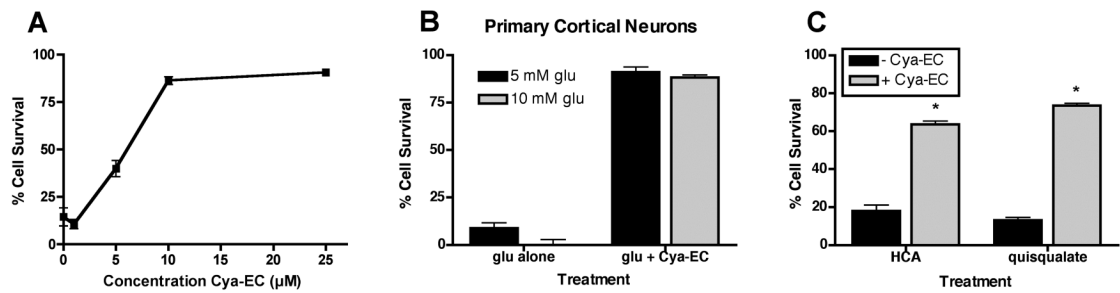 A
% Cell Survival
100
75
50
25
0
0 5 10 15 20 25
Concentration Cya-EC (µM)
B
Primary Cortical Neurons
% Cell Survival
100
75
50
25
0
5 mM glu
10 mM glu
glu alone glu + Cya-EC
Treatment
C
% Cell Survival
100
80
60
40
20
0
- Cya-EC
+ Cya-EC
* *
HCA quisqualate
Treatment